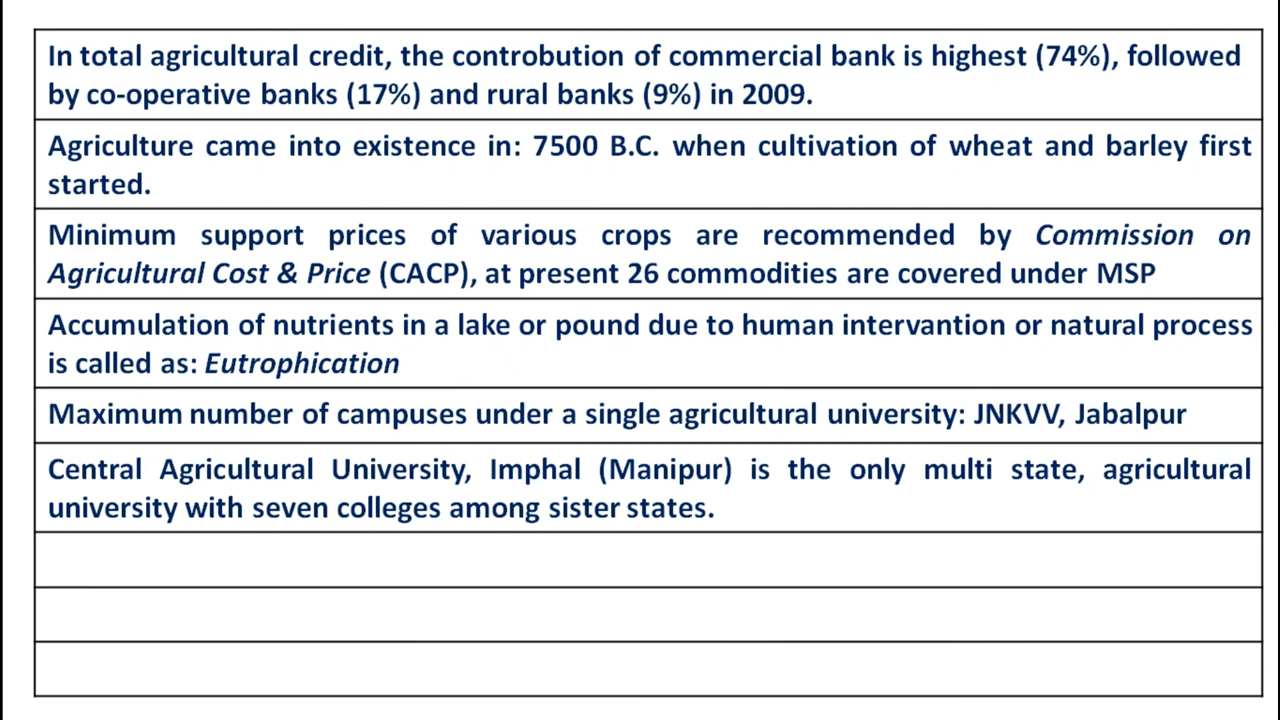 In total agricultural credit, the controbution of commercial bank is highest (74%), followed
by co-operative banks (17%) and rural banks (9%) in 2009.
Agriculture came into existence in: 7500 B.C. when cultivation of wheat and barley first
started.
Minimum support prices of various crops are recommended by Commission on
Agricultural Cost & Price (CACP), at present 26 commodities are covered under MSP
Accumulation of nutrients in a lake or pound due to human intervantion or natural process
is called as: Eutrophication
Maximum number of campuses under a single agricultural university: JNKVV, Jabalpur
Central Agricultural University, Imphal (Manipur) is the only multi state, agricultural
university with seven colleges among sister states.